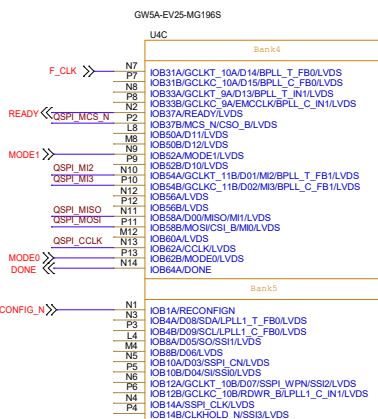 GW5A-EV25-MG196S
U4C
Bank4
F_CLK N7 IOB31A/GCLKT_10A/D14/BPLL_T_FB0/LVDS
P7 IOB31B/GCLKC_10A/D15/BPLL_C_FB0/LVDS
N8 IOB33A/GCLKT_9A/D13/BPLL_T_IN1/LVDS
P8 IOB33B/GCLKC_9A/EMCCLK/BPLL_C_IN1/LVDS
READY N2 IOB37A/READY/LVDS
QSPI_MCS_N P2 IOB37B/MCS_N/CSO_B/LVDS
L8 IOB50A/D11/LVDS
M8 IOB50B/D12/LVDS
MODE1 N9 IOB52A/MODE1/LVDS
P9 IOB52B/D10/LVDS
QSPI_MI2 N10 IOB54A/GCLKT_11B/D01/MI2/BPLL_T_FB1/LVDS
QSPI_MI3 P10 IOB54B/GCLKC_11B/D02/MI3/BPLL_C_FB1/LVDS
N12 IOB56A/LVDS
P12 IOB56B/LVDS
QSPI_MISO N11 IOB58A/D00/MISO/MI1/LVDS
QSPI_MOSI P11 IOB58B/MOSI/CSI_B/MI0/LVDS
M12 IOB60A/LVDS
QSPI_CCLK N13 IOB62A/CCLK/LVDS
MODE0 P13 IOB62B/MODE0/LVDS
DONE N14 IOB64A/DONE
Bank5
CONFIG_N N1 IOB1A/RECONFIGN
N3 IOB4A/D08/SDA/LPLL1_T_FB0/LVDS
P3 IOB4B/D09/SCL/LPLL1_C_FB0/LVDS
L4 IOB8A/D05/SO/SSI1/LVDS
M4 IOB8B/D06/LVDS
N5 IOB10A/D03/SSPI_CN/LVDS
P5 IOB10B/D04/SI/SSI0/LVDS
N6 IOB12A/GCLKT_10B/D07/SSPI_WPN/SSI2/LVDS
P6 IOB12B/GCLKC_10B/RDWR_B/LPLL1_C_IN1/LVDS
N4 IOB14A/SSPI_CLK/LVDS
P4 IOB14B/CLKHOLD_N/SSI3/LVDS